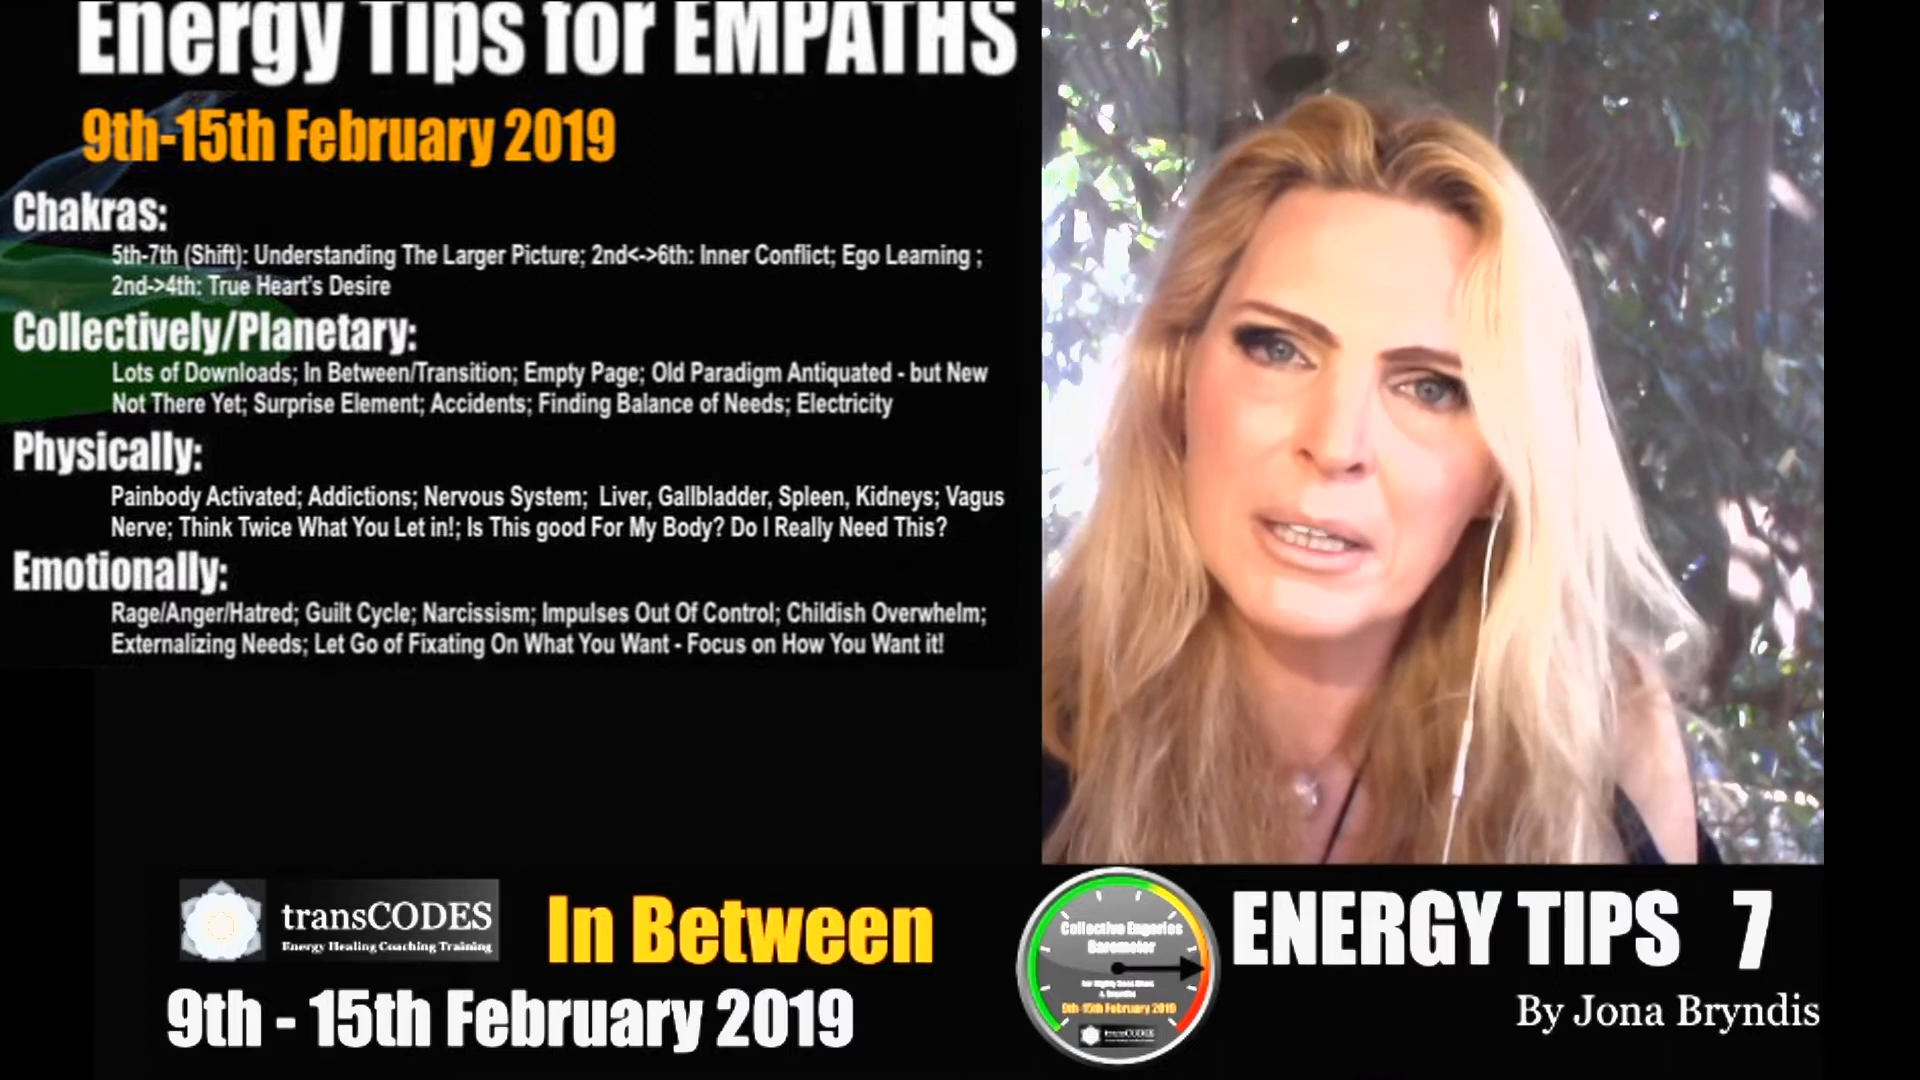 Energy Tips for EMPATHS
9th-15th February 2019
Chakras:
5th-7th (Shift): Understanding The Larger Picture; 2nd<->6th: Inner Conflict; Ego Learning ;
2nd->4th: True Heart's Desire
Collectively/Planetary:
Lots of Downloads; In Between/Transition; Empty Page; Old Paradigm Antiquated - but New
Not There Yet; Surprise Element; Accidents; Finding Balance of Needs; Electricity
Physically:
Painbody Activated; Addictions; Nervous System;  Liver, Gallbladder, Spleen, Kidneys; Vagus
Nerve; Think Twice What You Let in!; Is This good For My Body? Do I Really Need This?
Emotionally:
Rage/Anger/Hatred; Guilt Cycle; Narcissism; Impulses Out Of Control; Childish Overwhelm;
Externalizing Needs; Let Go of Fixating On What You Want - Focus on How You Want it!
transCODES
Energy Healing Coaching Training
In Between
9th - 15th February 2019
Collective Engeries
Barometer
9th-15th February 2019
transCODES
ENERGY TIPS 7
By Jona Bryndis